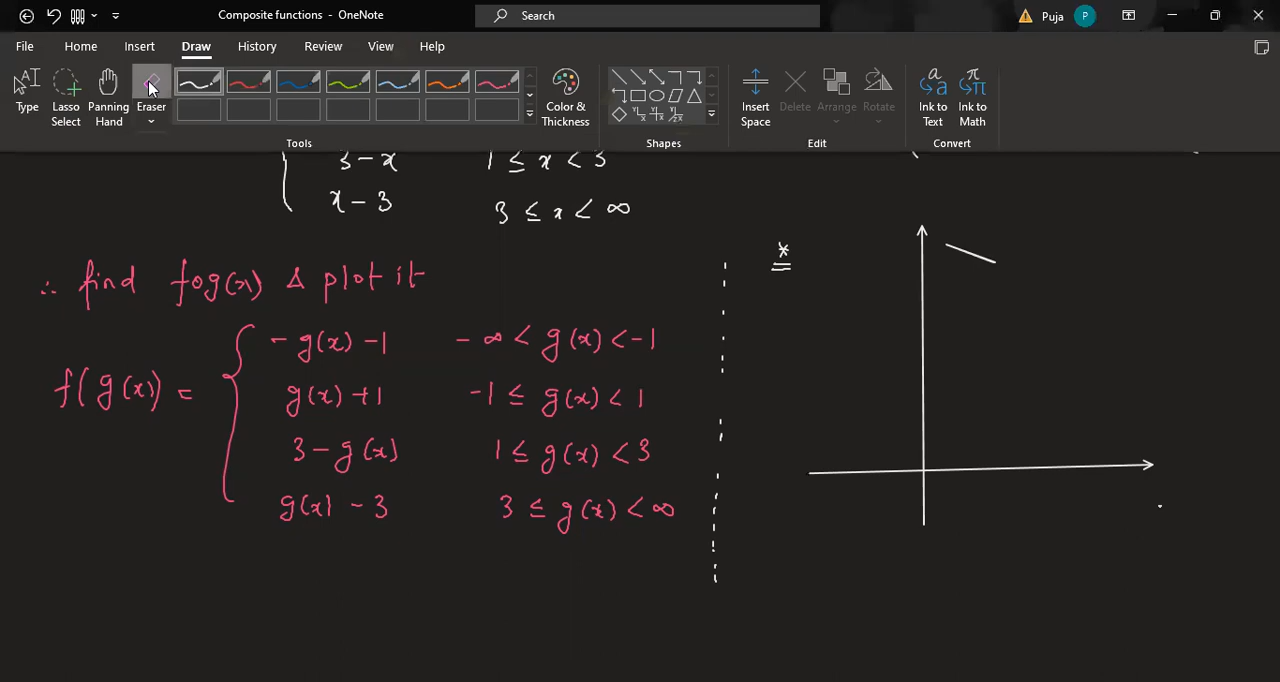 Composite functions - OneNote
Search
Puja
P
File Home Insert Draw History Review View Help
Type
Lasso Select
Panning Hand
Eraser
Color & Thickness
Insert Space
Delete
Arrange
Rotate
Ink to Text
Ink to Math
Tools
Shapes
Edit
Convert
3 - x 1 ≤ x < 3
x - 3 3 ≤ x < ∞
∴ find fog(x) & plot it
*
f(g(x)) = {
- g(x) - 1 - ∞ < g(x) < -1
g(x) + 1 -1 ≤ g(x) < 1
3 - g(x) 1 ≤ g(x) < 3
g(x) - 3 3 ≤ g(x) < ∞